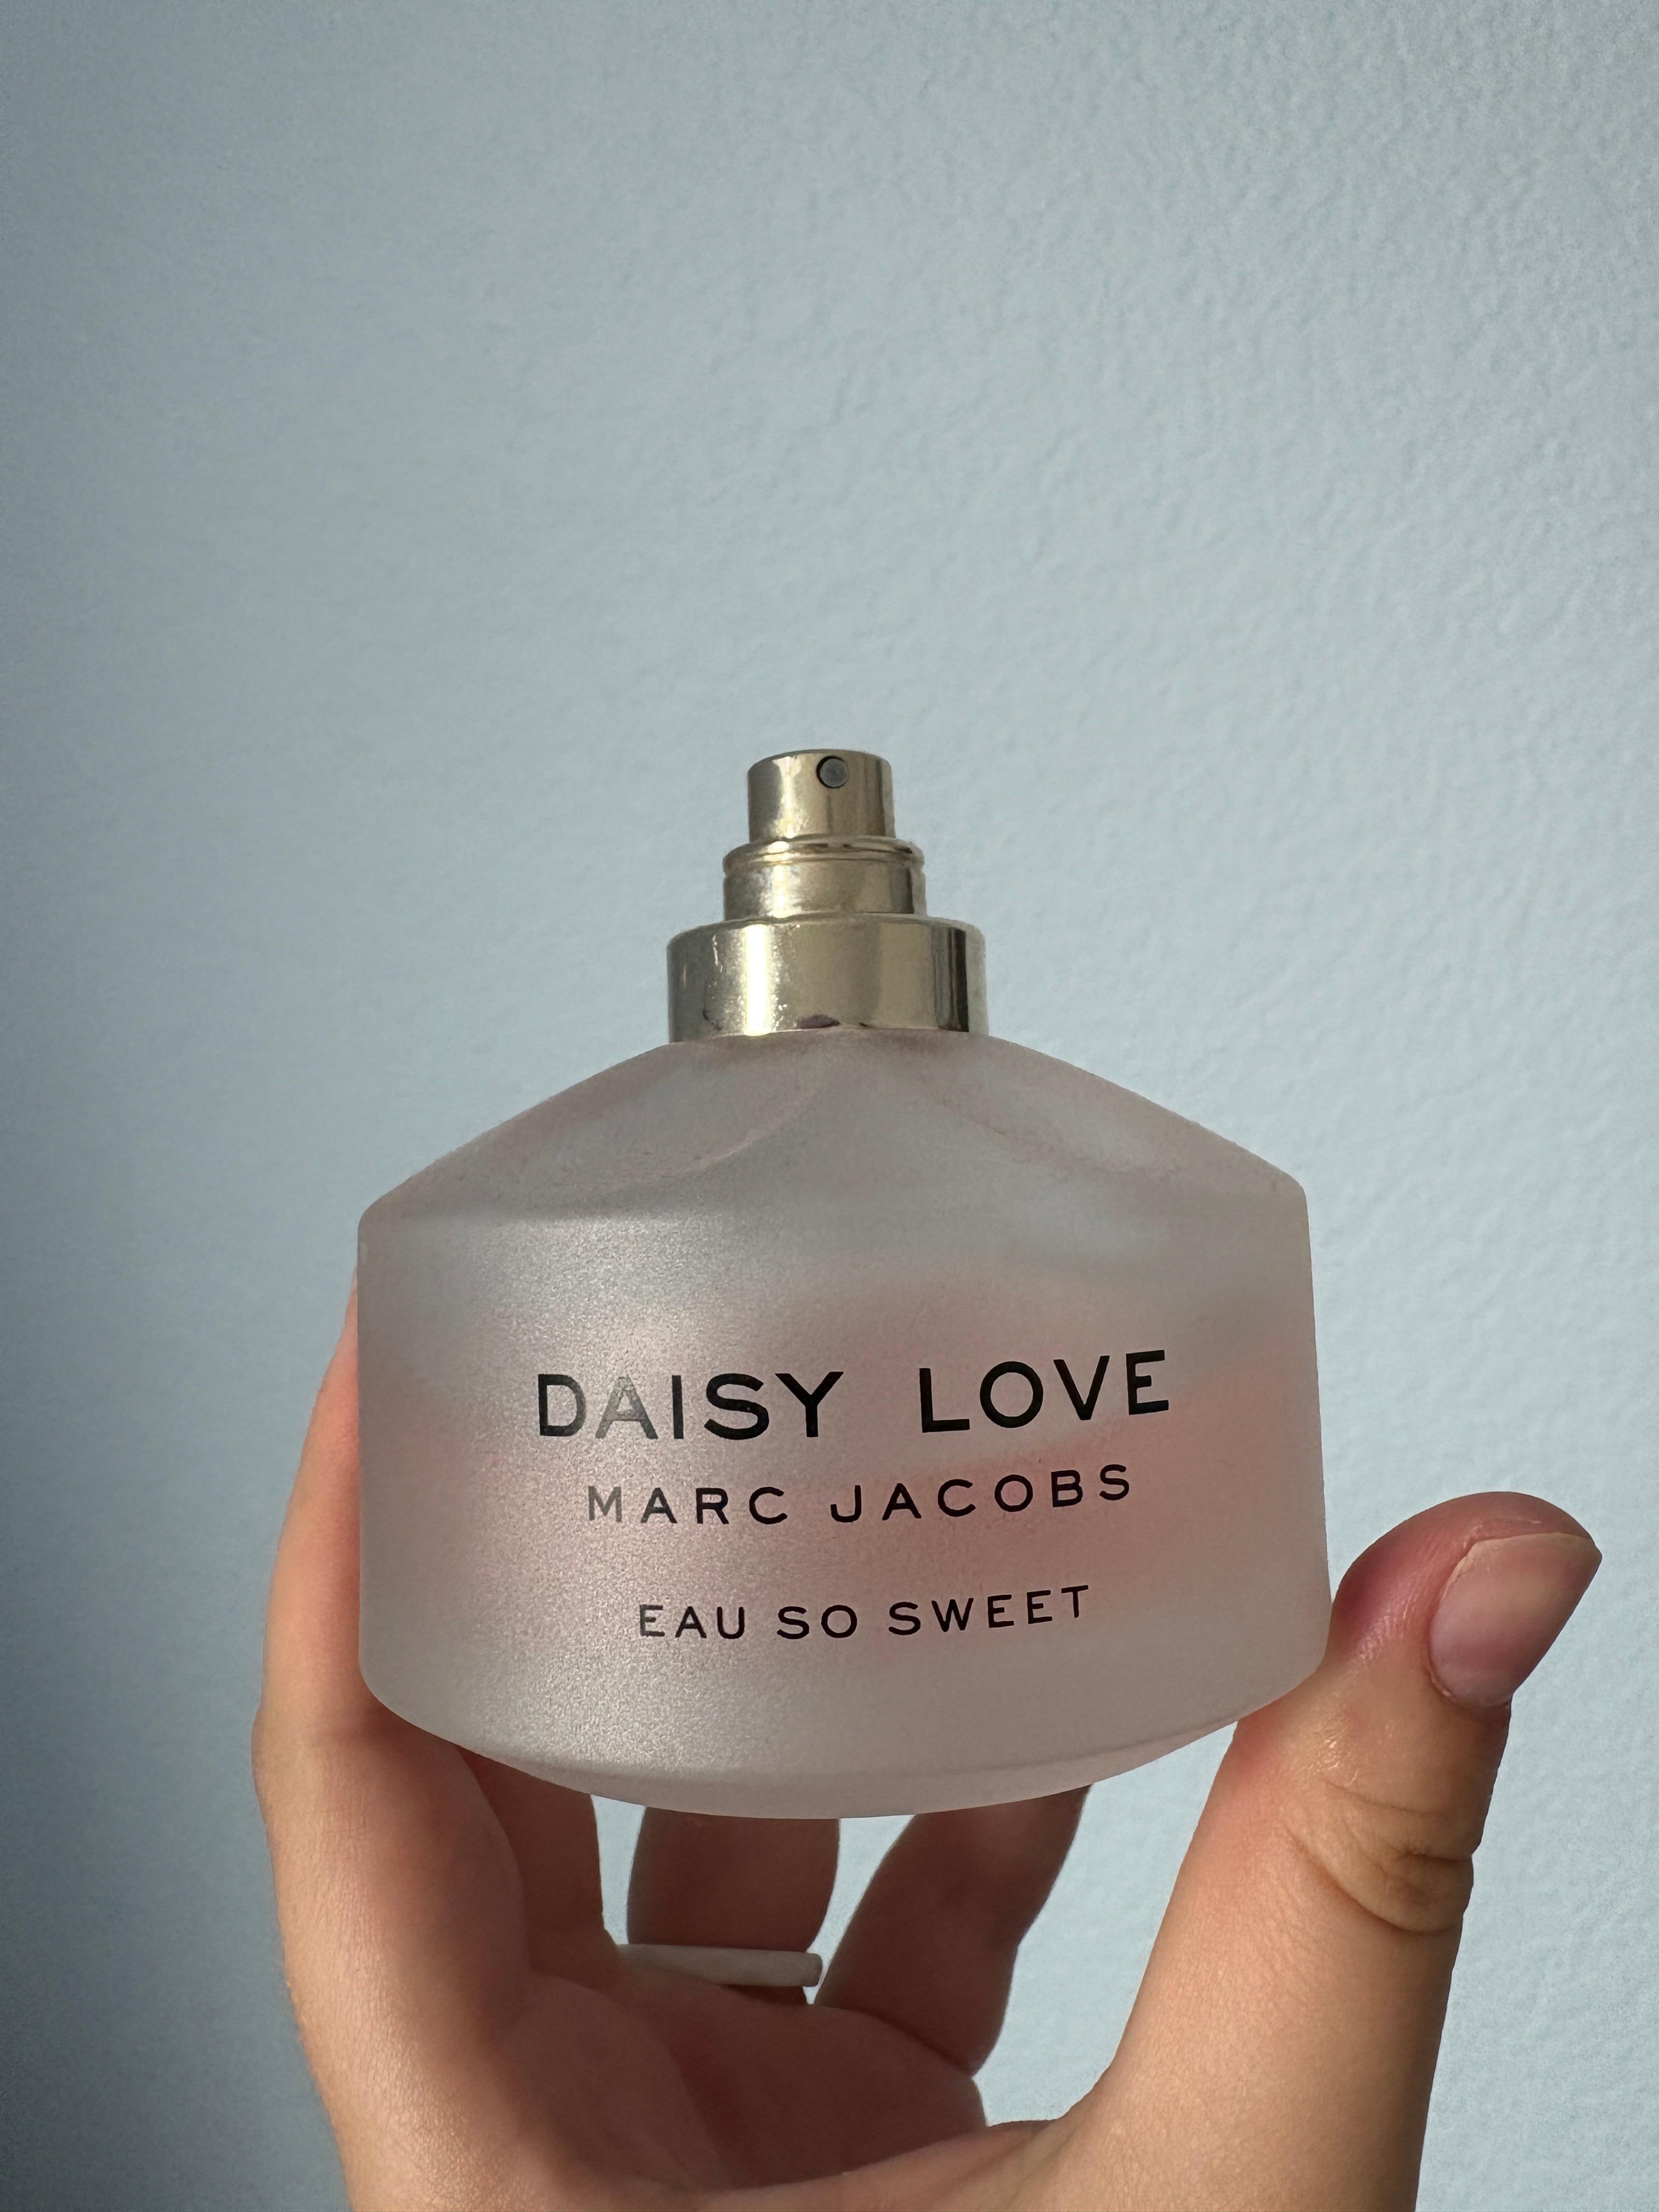 DAISY LOVE
MARC JACOBS
EAU SO SWEET